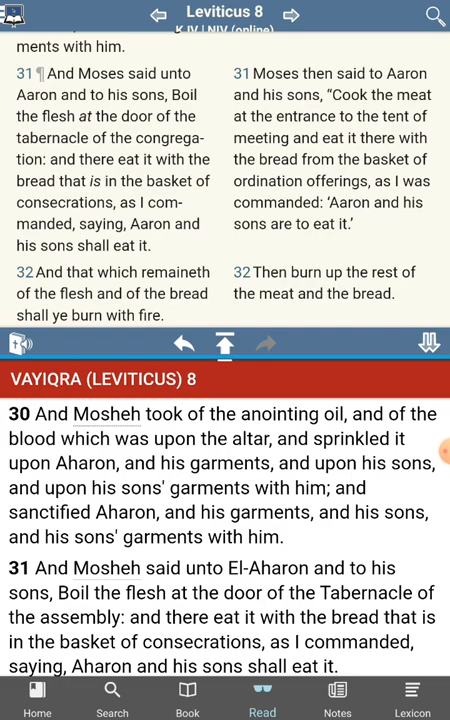 Leviticus 8
KJV | NIV (online)
ments with him.
31 ¶ And Moses said unto
Aaron and to his sons, Boil
the flesh at the door of the
tabernacle of the congrega-
tion: and there eat it with the
bread that is in the basket of
consecrations, as I com-
manded, saying, Aaron and
his sons shall eat it.
32 And that which remaineth
of the flesh and of the bread
shall ye burn with fire.
31 Moses then said to Aaron
and his sons, “Cook the meat
at the entrance to the tent of
meeting and eat it there with
the bread from the basket of
ordination offerings, as I was
commanded: ‘Aaron and his
sons are to eat it.’
32 Then burn up the rest of
the meat and the bread.
VAYIQRA (LEVITICUS) 8
30 And Mosheh took of the anointing oil, and of the
blood which was upon the altar, and sprinkled it
upon Aharon, and his garments, and upon his sons,
and upon his sons' garments with him; and
sanctified Aharon, and his garments, and his sons,
and his sons' garments with him.
31 And Mosheh said unto El-Aharon and to his
sons, Boil the flesh at the door of the Tabernacle of
the assembly: and there eat it with the bread that is
in the basket of consecrations, as I commanded,
saying, Aharon and his sons shall eat it.
Home Search Book Read Notes Lexicon